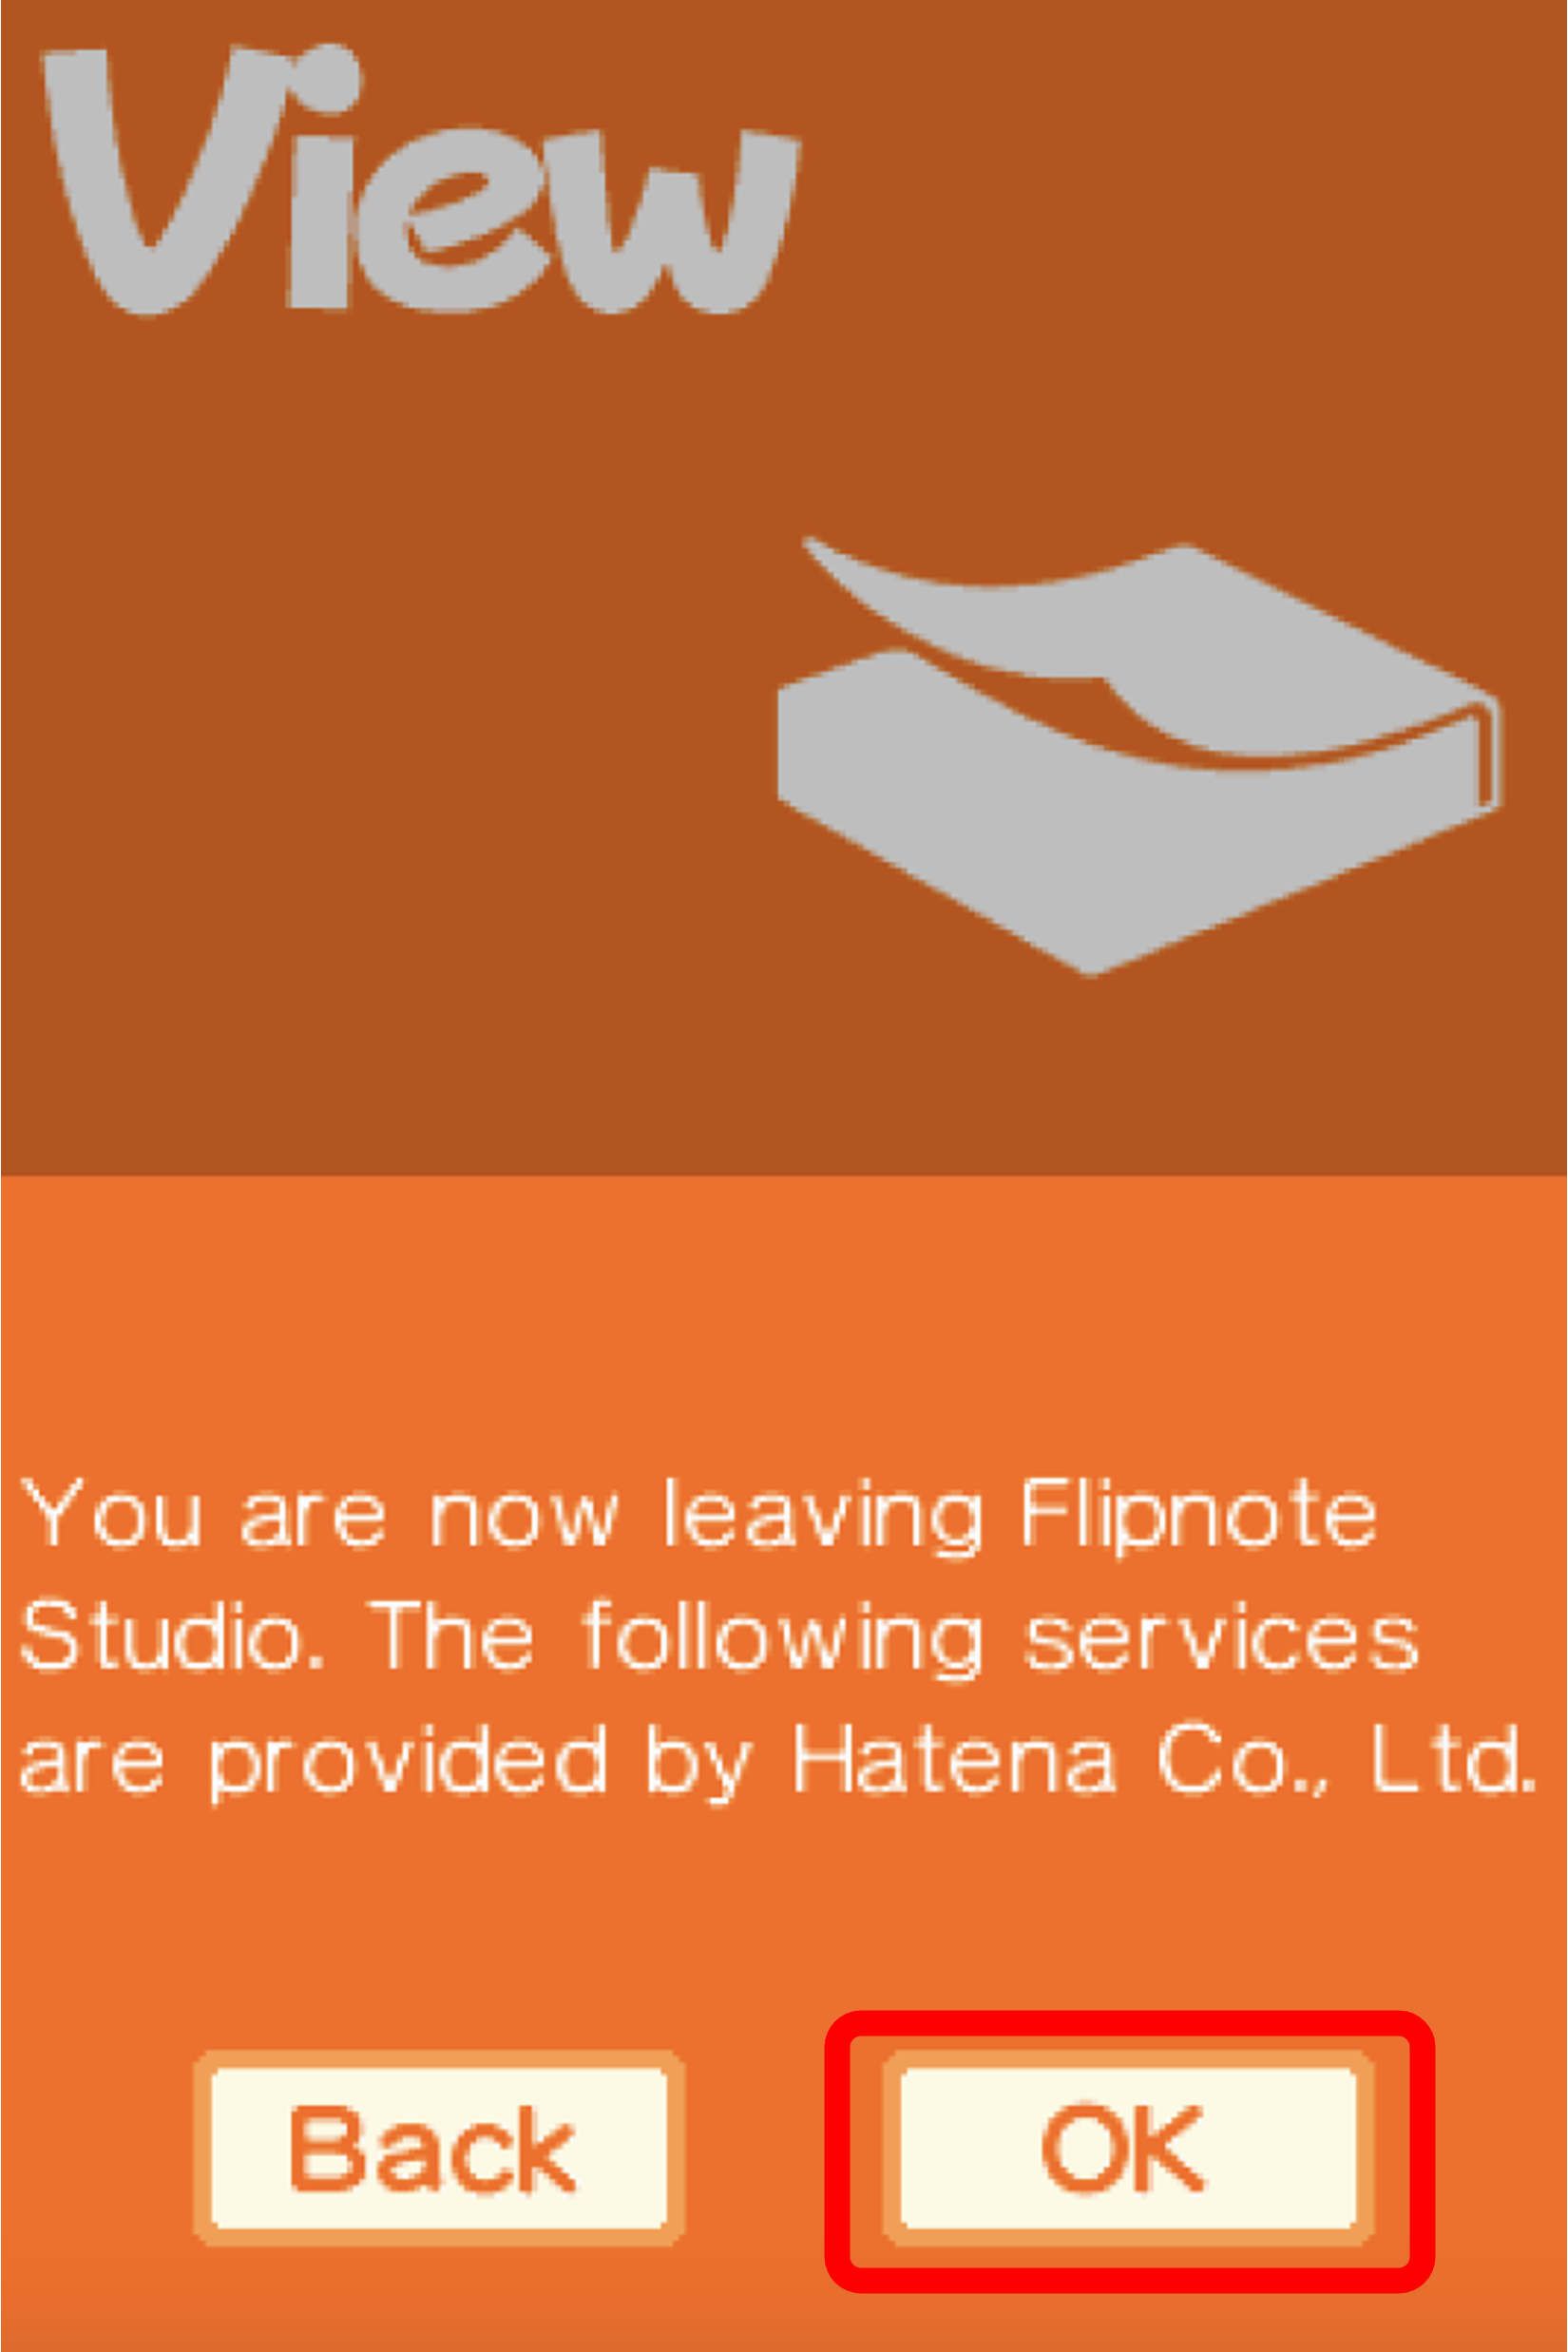 View
You are now leaving Flipnote
Studio. The following services
are provided by Hatena Co., Ltd.
Back OK